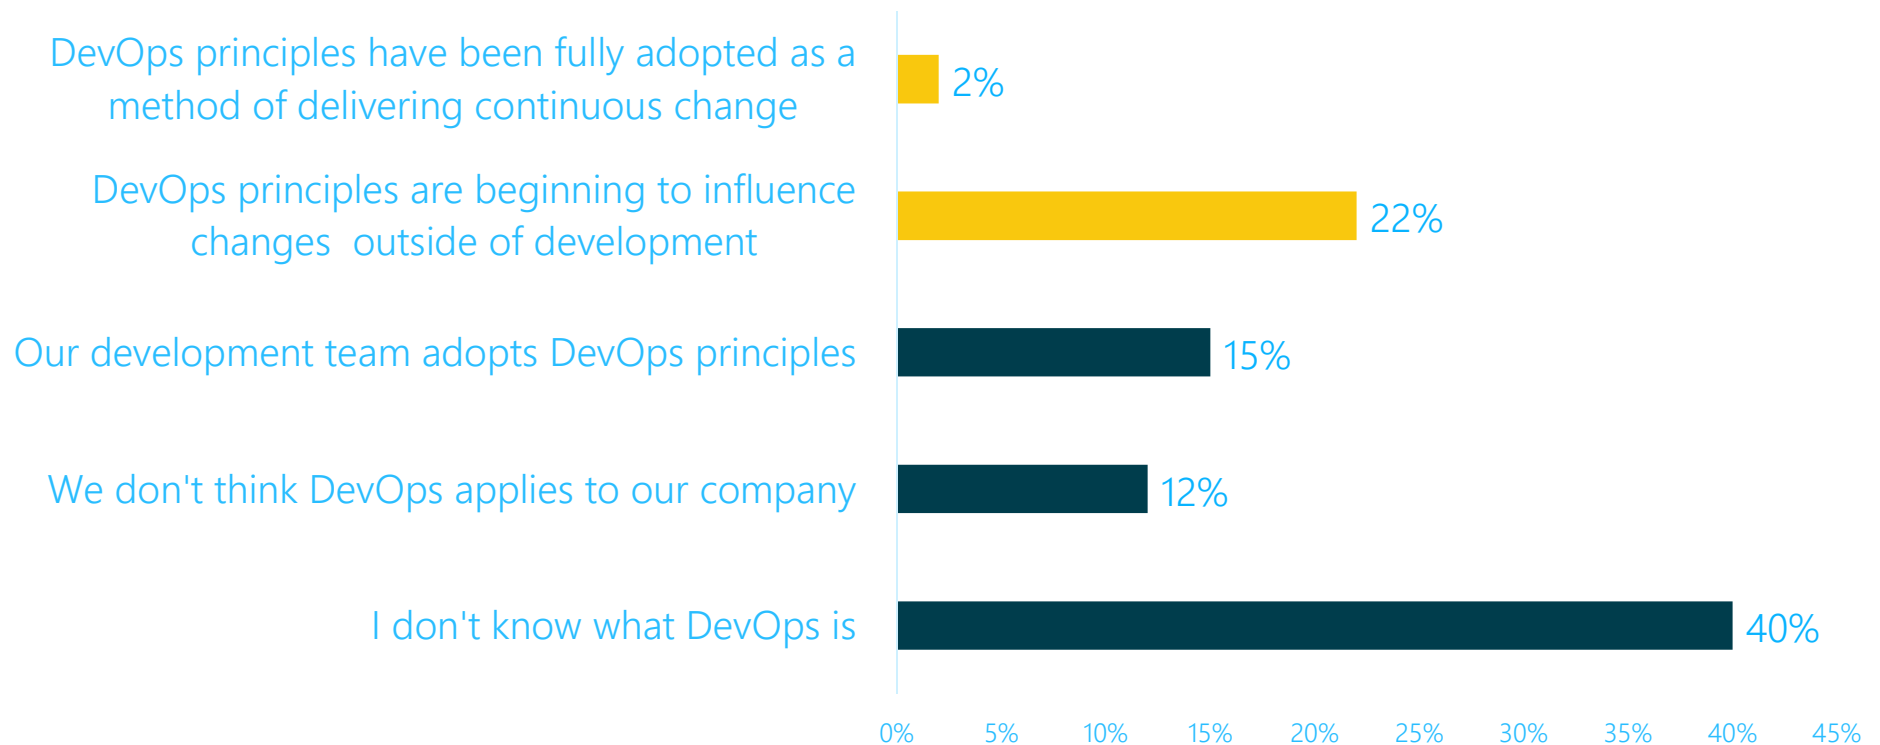 DevOps principles have been fully adopted as a
method of delivering continuous change
2%
DevOps principles are beginning to influence
changes  outside of development
22%
Our development team adopts DevOps principles
15%
We don't think DevOps applies to our company
12%
I don't know what DevOps is
40%
0% 5% 10% 15% 20% 25% 30% 35% 40% 45%